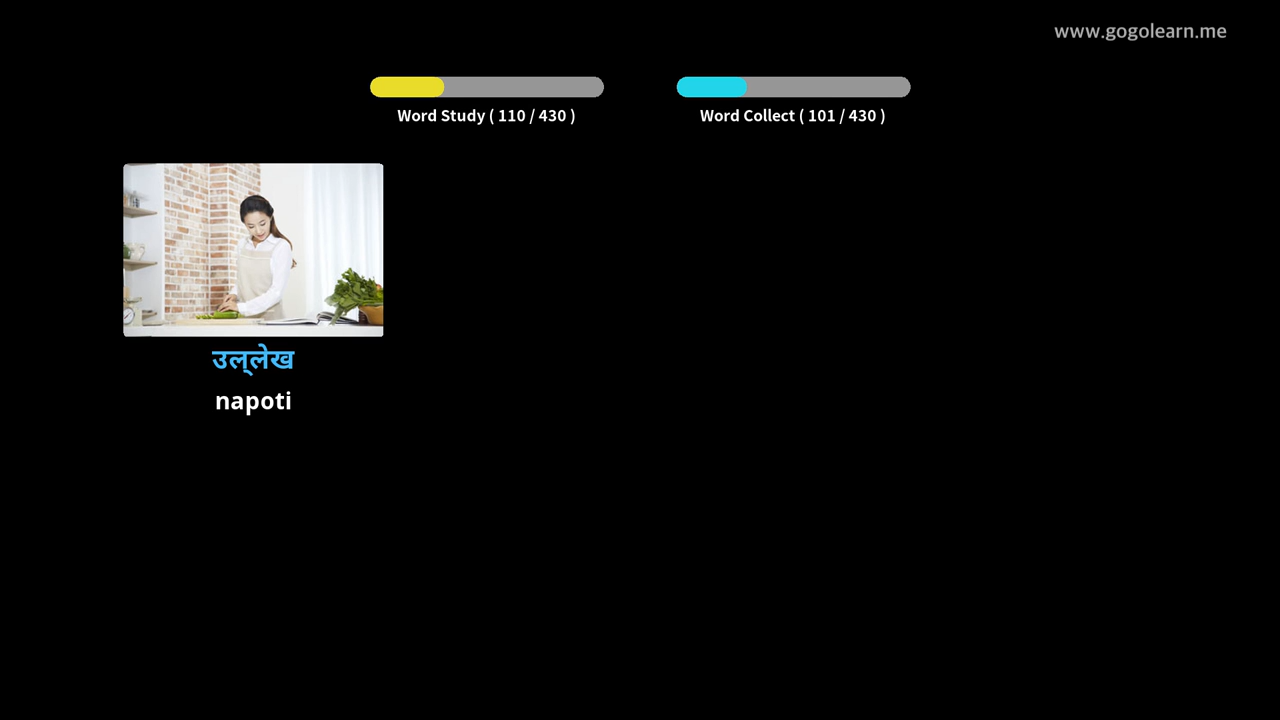 www.gogolearn.me
Word Study ( 110 / 430 )
Word Collect ( 101 / 430 )
उल्लेख
napoti